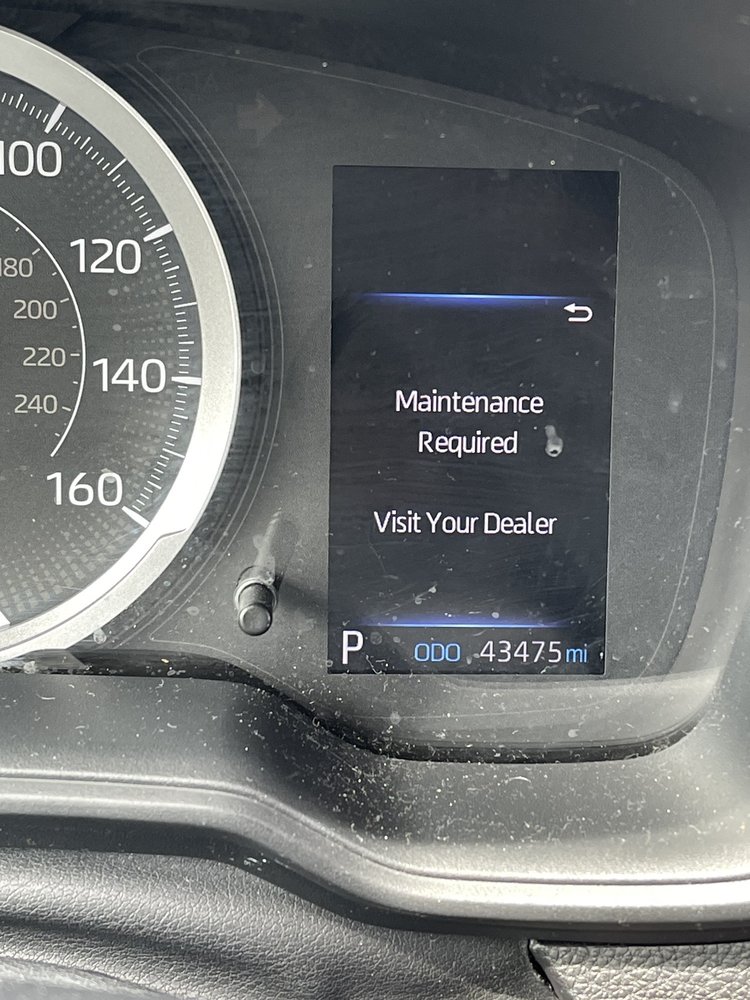 100
120
140
160
180
200
220
240
Maintenance
Required
Visit Your Dealer
P ODO 43475 mi